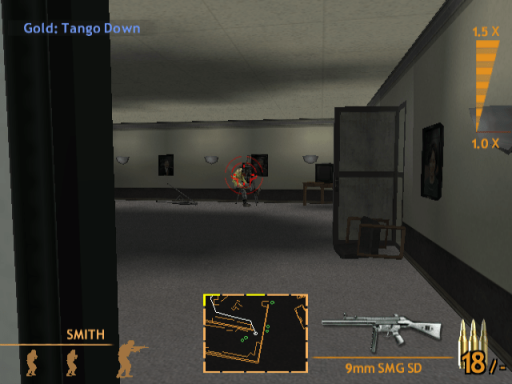 Gold: Tango Down
1.5 X
1.0 X
SMITH
9mm SMG SD
18/-